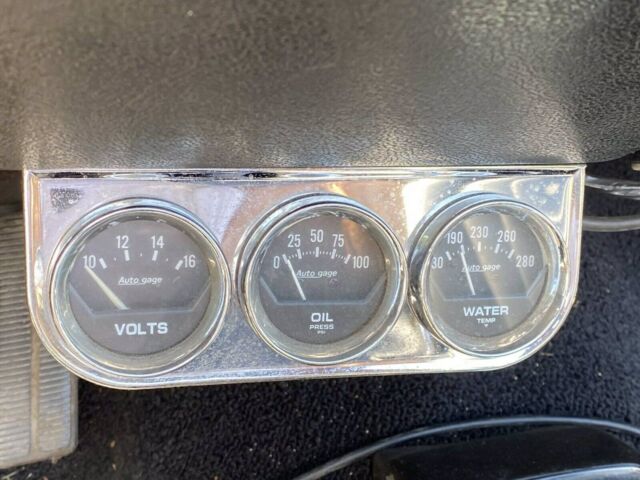 10 12 14 16
Auto gage
VOLTS
0 25 50 75 100
Auto gage
OIL
PRESS
PSI
190 230 260 280
Auto gage
WATER
TEMP